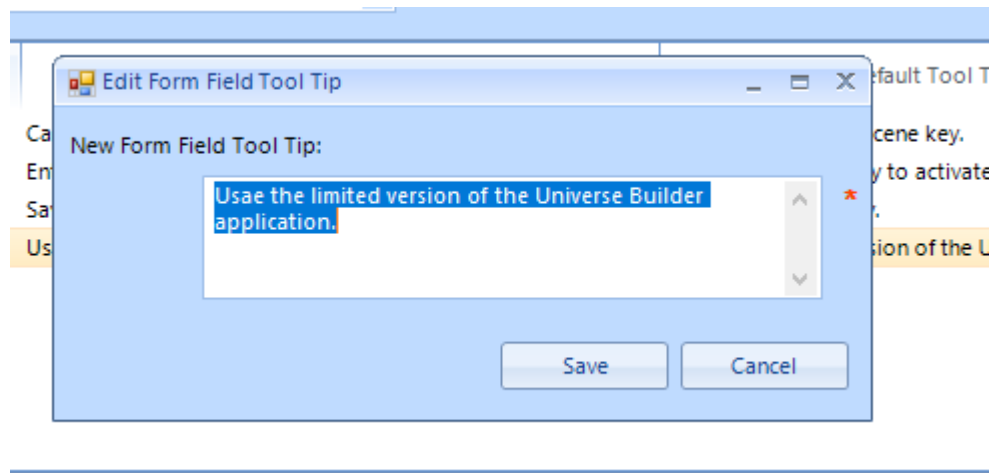 Edit Form Field Tool Tip
efault Tool T
Ca
cene key.
New Form Field Tool Tip:
En
y to activate
Usae the limited version of the Universe Builder
application.
*
Sa
y.
Us
sion of the U
Save Cancel